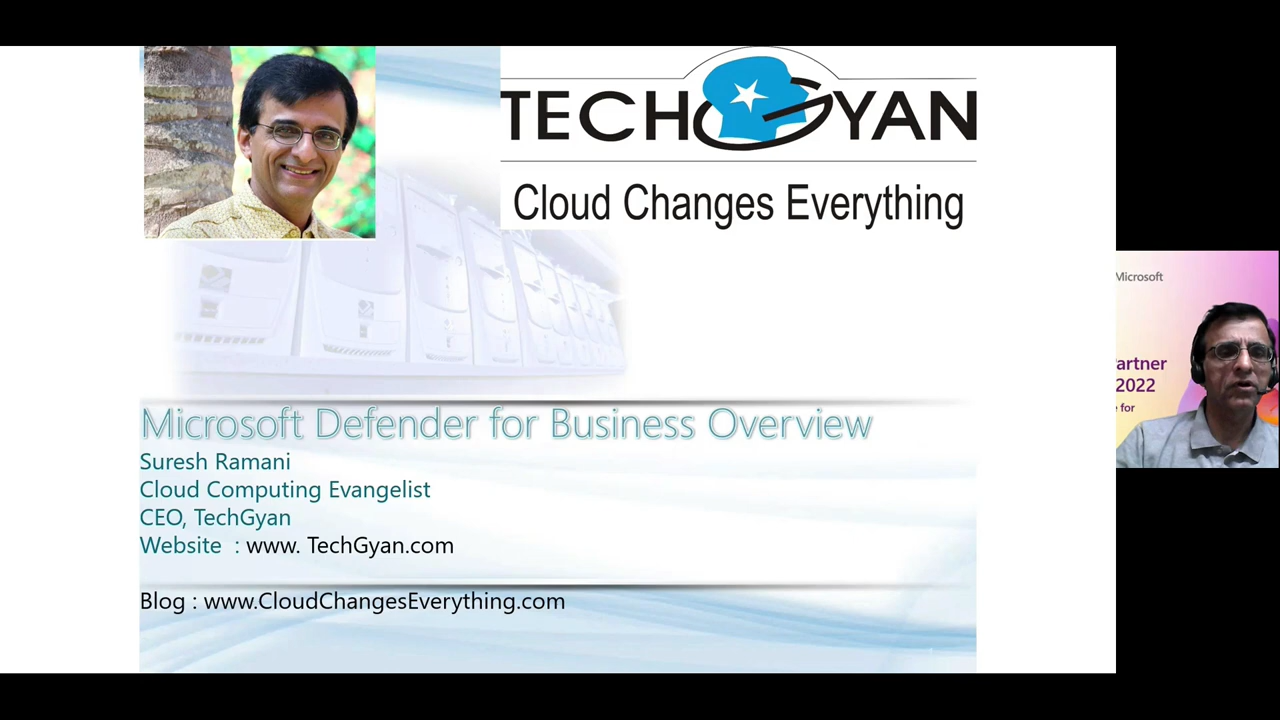 TECHGYAN
Cloud Changes Everything
Microsoft Defender for Business Overview
Suresh Ramani
Cloud Computing Evangelist
CEO, TechGyan
Website : www. TechGyan.com
Blog : www.CloudChangesEverything.com
Microsoft
artner
2022
for